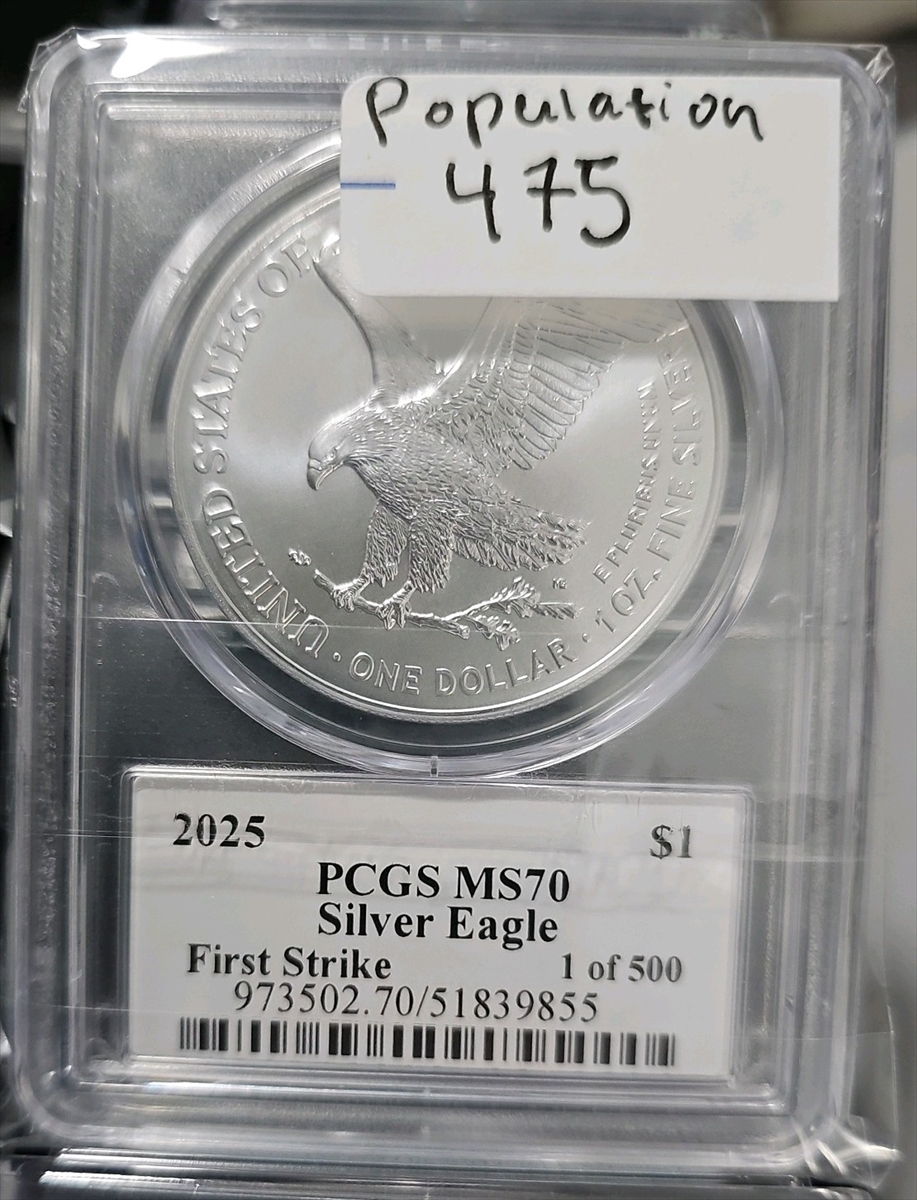 Population
475
UNITED STATES OF
E PLURIBUS UNUM
MG
· ONE DOLLAR · 1 OZ. FINE SILVER
2025 $1
PCGS MS70
Silver Eagle
First Strike 1 of 500
973502.70/51839855